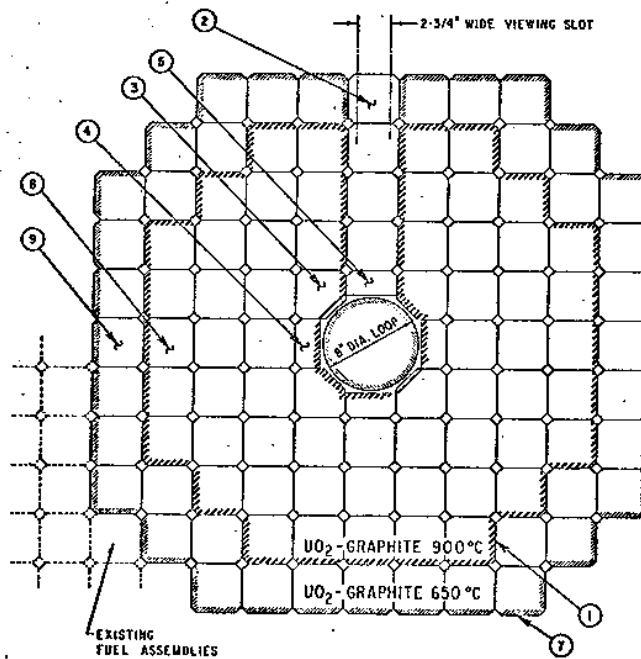 2
2-3/4" WIDE VIEWING SLOT
5
3
4
8
9
8" DIA. LOOP
UO2-GRAPHITE 900°C
UO2-GRAPHITE 650°C
1
7
EXISTING
FUEL ASSEMBLIES